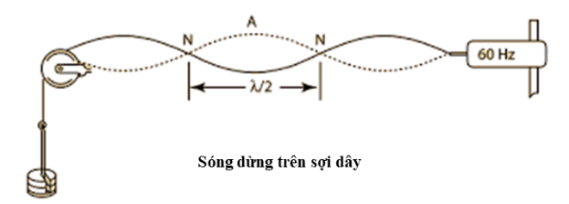 A
N
N
60 Hz
λ/2
Sóng dừng trên sợi dây